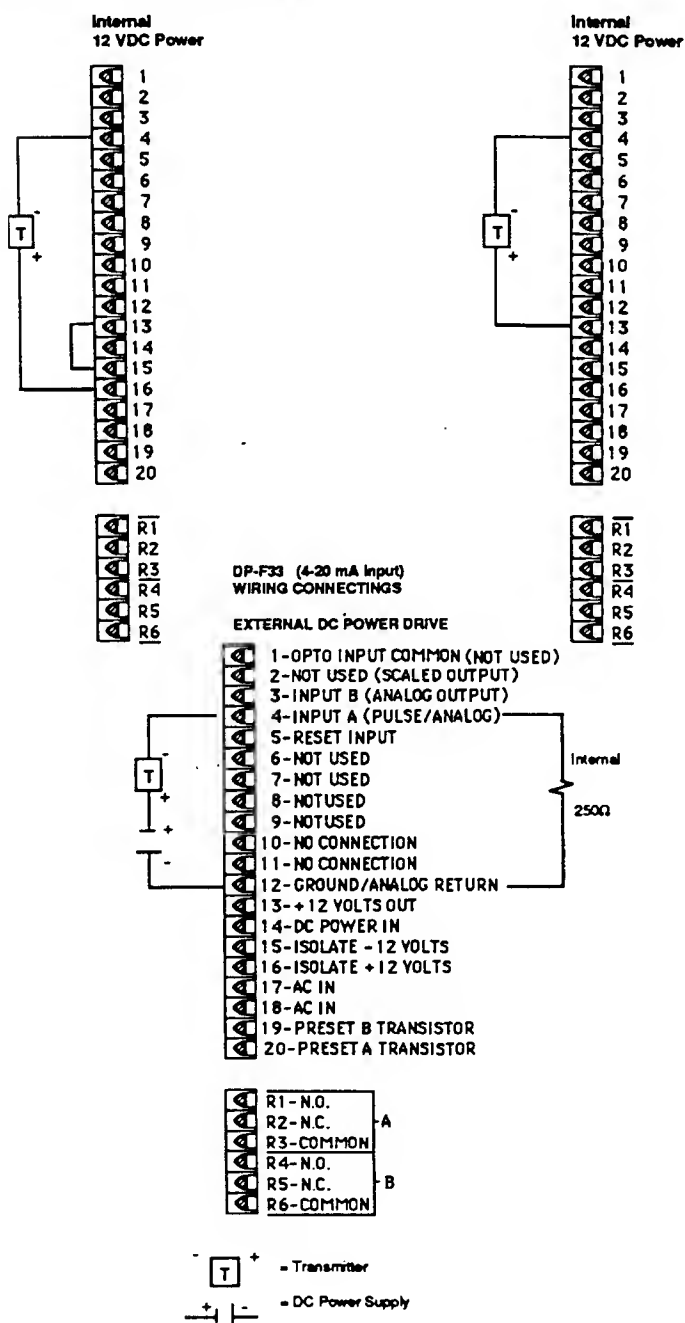 Internal
12 VDC Power
1
2
3
4
5
6
7
8
9
10
11
12
13
14
15
16
17
18
19
20
-
T
+
R1
R2
R3
R4
R5
R6
Internal
12 VDC Power
1
2
3
4
5
6
7
8
9
10
11
12
13
14
15
16
17
18
19
20
-
T
+
R1
R2
R3
R4
R5
R6
DP-F33 (4-20 mA Input)
WIRING CONNECTINGS
EXTERNAL DC POWER DRIVE
1-OPTO INPUT COMMON (NOT USED)
2-NOT USED (SCALED OUTPUT)
3-INPUT B (ANALOG OUTPUT)
4-INPUT A (PULSE/ANALOG)
5-RESET INPUT
6-NOT USED
7-NOT USED
8-NOTUSED
9-NOTUSED
10-NO CONNECTION
11-NO CONNECTION
12-GROUND/ANALOG RETURN
13-+12 VOLTS OUT
14-DC POWER IN
15-ISOLATE -12 VOLTS
16-ISOLATE +12 VOLTS
17-AC IN
18-AC IN
19-PRESET B TRANSISTOR
20-PRESET A TRANSISTOR
-
T
+
+
-
Internal
250Ω
R1-N.O.
R2-N.C.
R3-COMMON
A
R4-N.O.
R5-N.C.
R6-COMMON
B
- T + = Transmitter
+ - = DC Power Supply